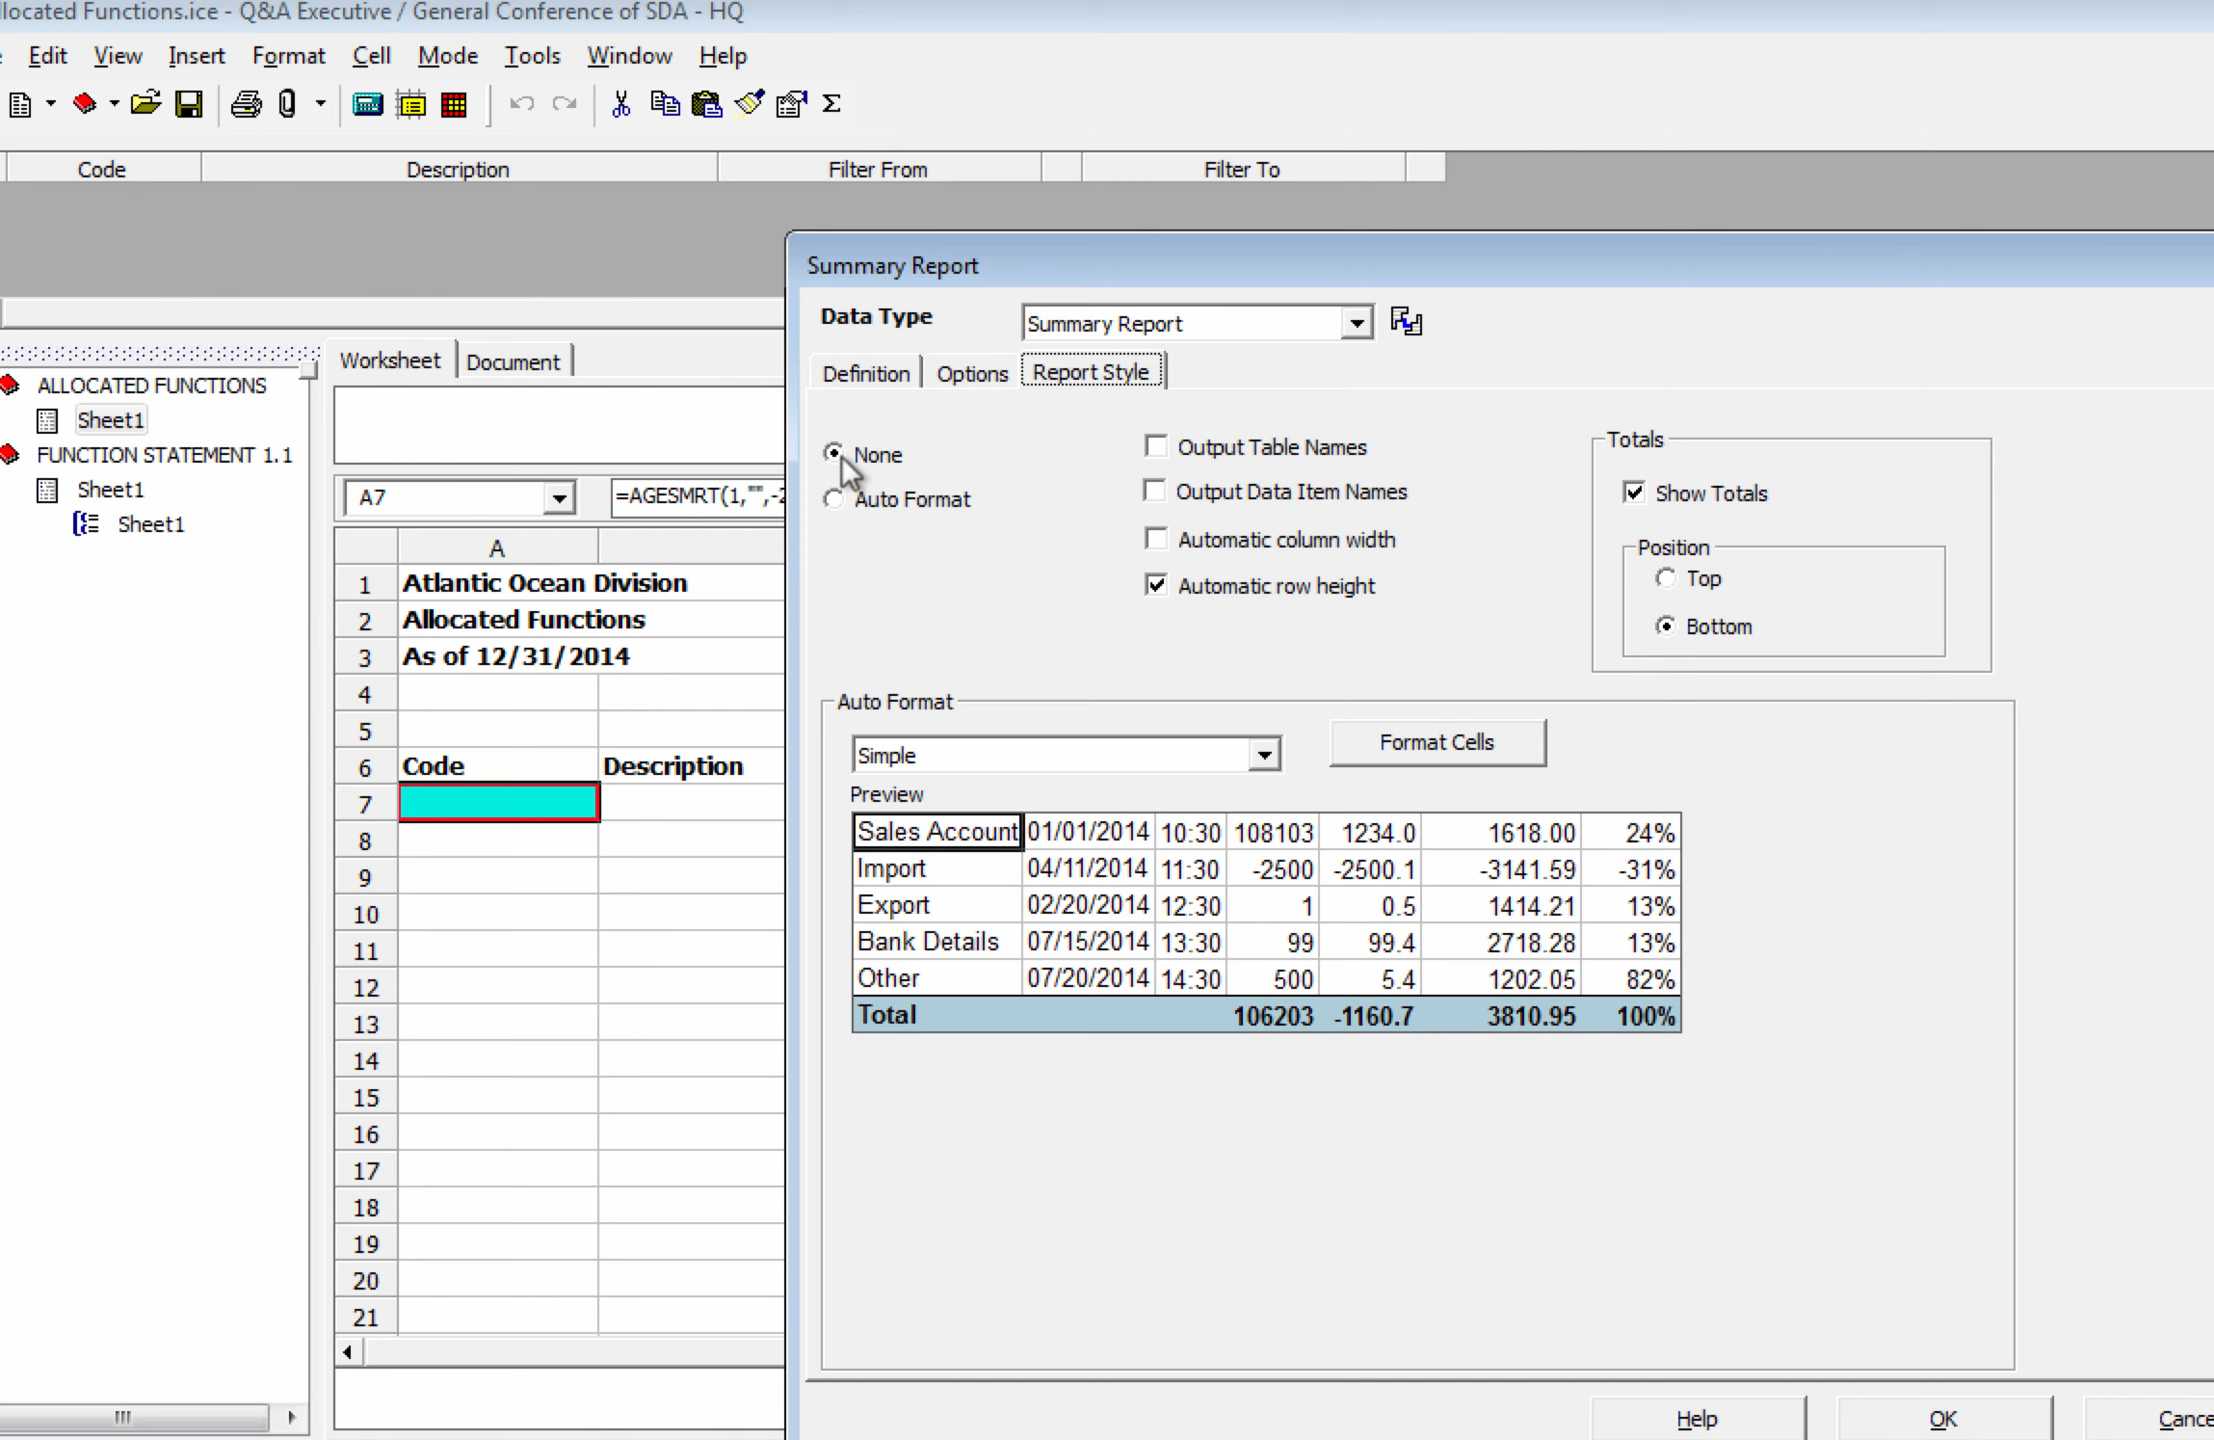 llocated Functions.ice - Q&A Executive / General Conference of SDA - HQ
Edit View Insert Format Cell Mode Tools Window Help
Code Description Filter From Filter To
Summary Report
Data Type Summary Report
Definition Options Report Style
None
Auto Format
Output Table Names
Output Data Item Names
Automatic column width
Automatic row height
Totals
Show Totals
Position
Top
Bottom
Auto Format
Simple Format Cells
Preview
Sales Account 01/01/2014 10:30 108103 1234.0 1618.00 24%
Import 04/11/2014 11:30 -2500 -2500.1 -3141.59 -31%
Export 02/20/2014 12:30 1 0.5 1414.21 13%
Bank Details 07/15/2014 13:30 99 99.4 2718.28 13%
Other 07/20/2014 14:30 500 5.4 1202.05 82%
Total 106203 -1160.7 3810.95 100%
Help OK Cance
ALLOCATED FUNCTIONS
Sheet1
FUNCTION STATEMENT 1.1
Sheet1
Sheet1
Worksheet Document
A7 =AGESMRT(1,"",-2
A
1 Atlantic Ocean Division
2 Allocated Functions
3 As of 12/31/2014
4
5
6 Code Description
7
8
9
10
11
12
13
14
15
16
17
18
19
20
21